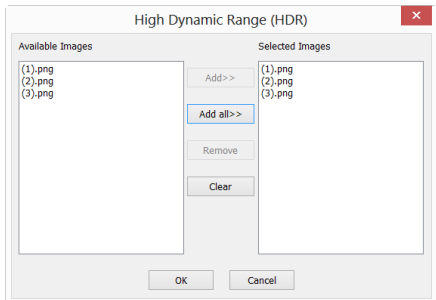 High Dynamic Range (HDR)
Available Images
Selected Images
(1).png
(2).png
(3).png
Add>>
Add all>>
Remove
Clear
(1).png
(2).png
(3).png
OK
Cancel